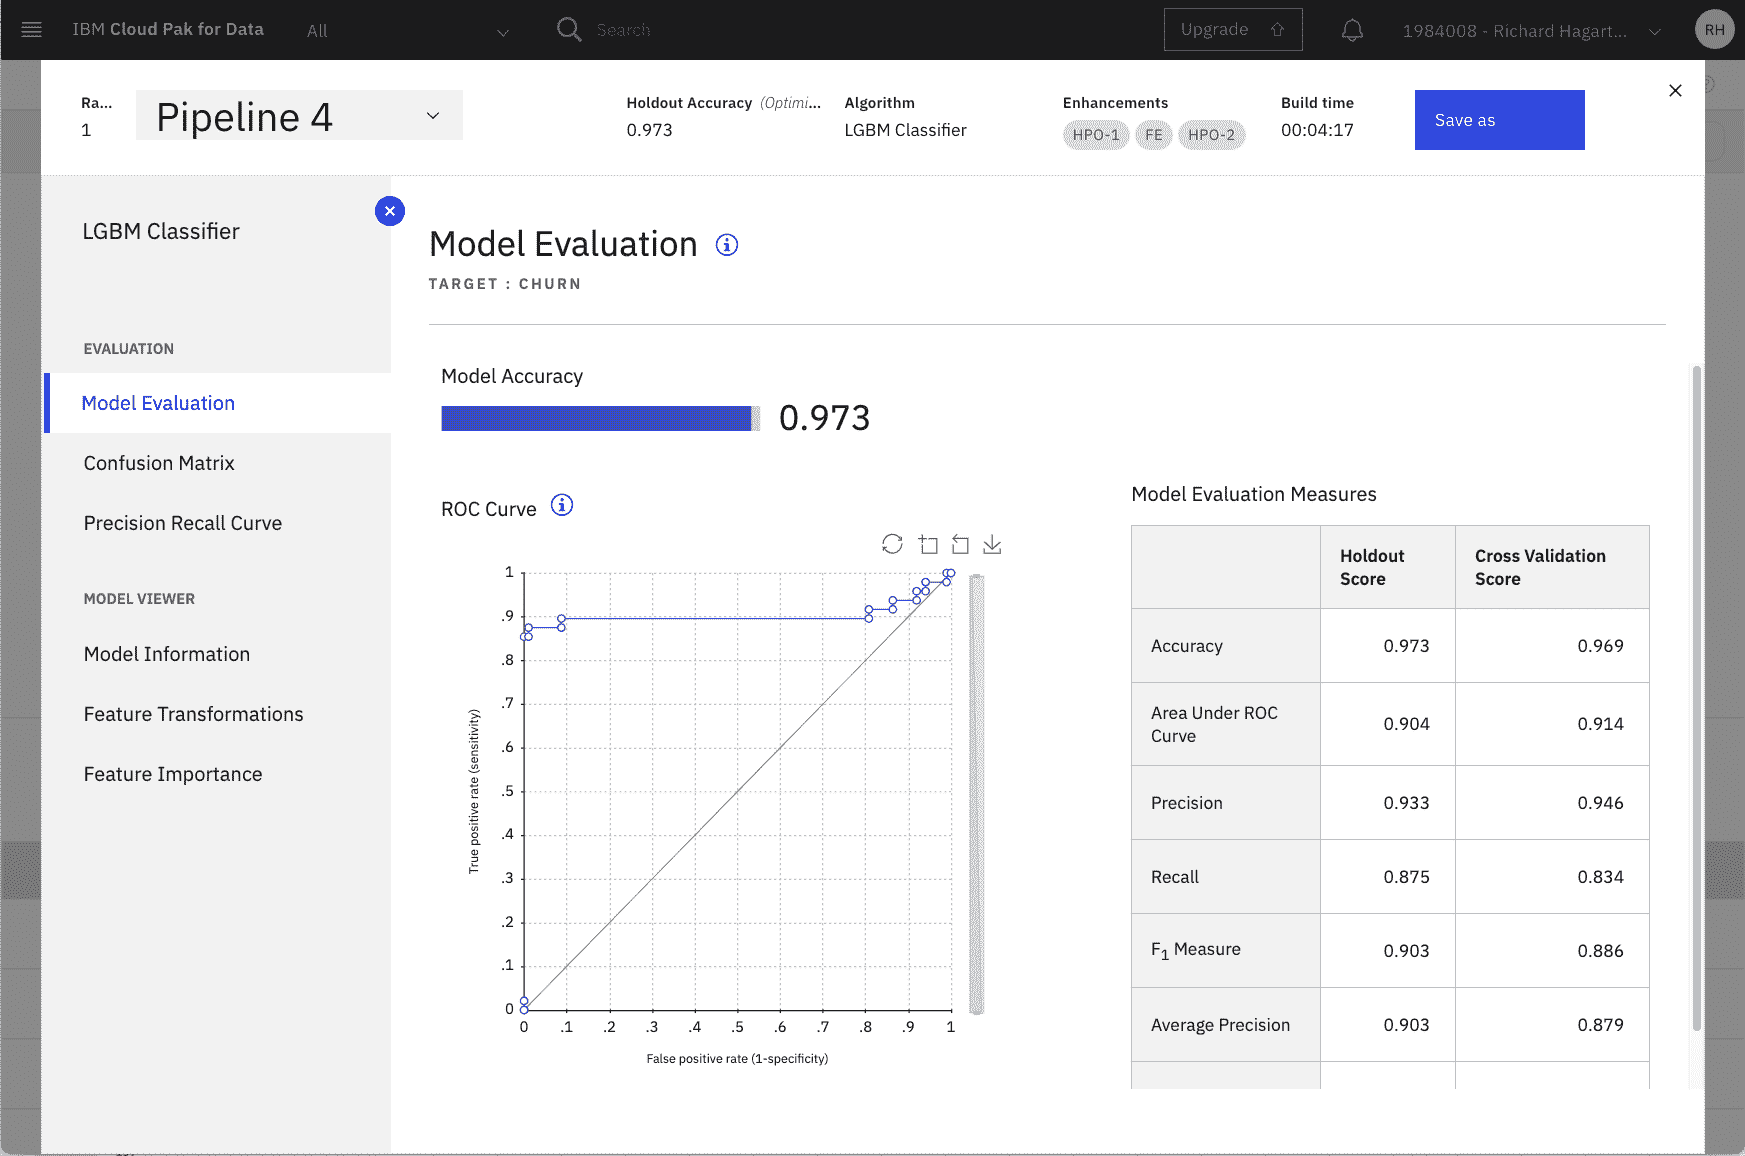 IBM Cloud Pak for Data
All
Search
Upgrade
1984008 - Richard Hagart...
RH
Ra...
1
Pipeline 4
Holdout Accuracy (Optimi...
0.973
Algorithm
LGBM Classifier
Enhancements
HPO-1 FE HPO-2
Build time
00:04:17
Save as
LGBM Classifier
EVALUATION
Model Evaluation
Confusion Matrix
Precision Recall Curve
MODEL VIEWER
Model Information
Feature Transformations
Feature Importance
Model Evaluation
TARGET : CHURN
Model Accuracy
0.973
ROC Curve
1
.9
.8
.7
.6
.5
.4
.3
.2
.1
0
True positive rate (sensitivity)
0 .1 .2 .3 .4 .5 .6 .7 .8 .9 1
False positive rate (1-specificity)
Model Evaluation Measures
Holdout Score
Cross Validation Score
Accuracy 0.973 0.969
Area Under ROC Curve 0.904 0.914
Precision 0.933 0.946
Recall 0.875 0.834
F1 Measure 0.903 0.886
Average Precision 0.903 0.879